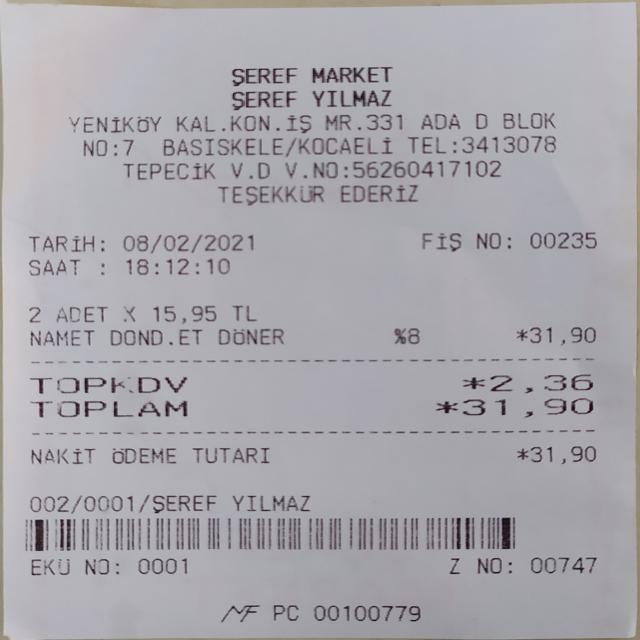 ŞEREF MARKET
ŞEREF YILMAZ
YENİKÖY KAL.KON.İŞ MR.331 ADA D BLOK
NO:7 BASISKELE/KOCAELİ TEL:3413078
TEPECİK V.D V.NO:56260417102
TEŞEKKÜR EDERİZ
TARİH: 08/02/2021 FİŞ NO: 00235
SAAT : 18:12:10
2 ADET X 15,95 TL
NAMET DOND.ET DÖNER %8 *31,90
TOPKDV *2,36
TOPLAM *31,90
NAKİT ÖDEME TUTARI *31,90
002/0001/ŞEREF YILMAZ
EKÜ NO: 0001 Z NO: 00747
MF PC 00100779